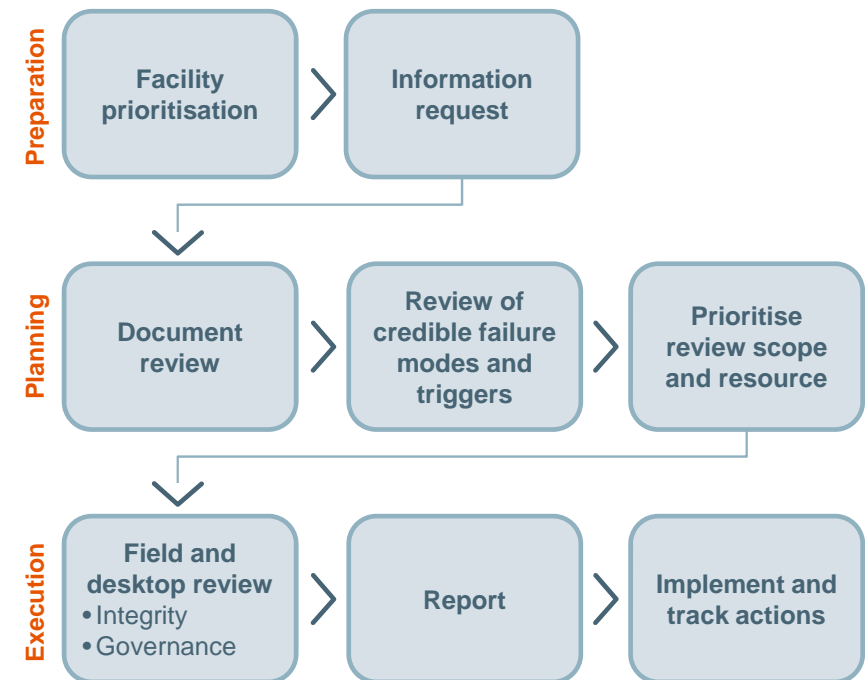 Preparation
Facility
prioritisation
Information
request
Planning
Document
review
Review of
credible failure
modes and
triggers
Prioritise
review scope
and resource
Execution
Field and
desktop review
• Integrity
• Governance
Report
Implement and
track actions